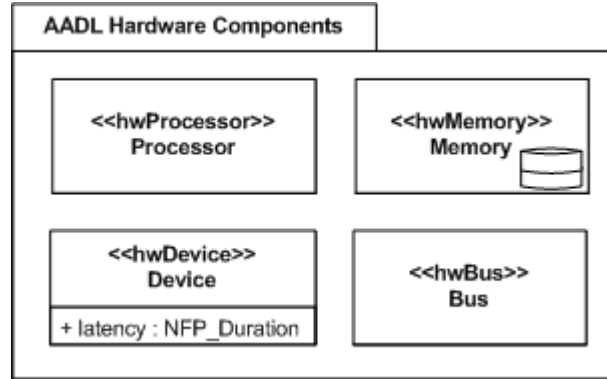 AADL Hardware Components
<<hwProcessor>>
Processor
<<hwMemory>>
Memory
<<hwDevice>>
Device
+ latency : NFP_Duration
<<hwBus>>
Bus